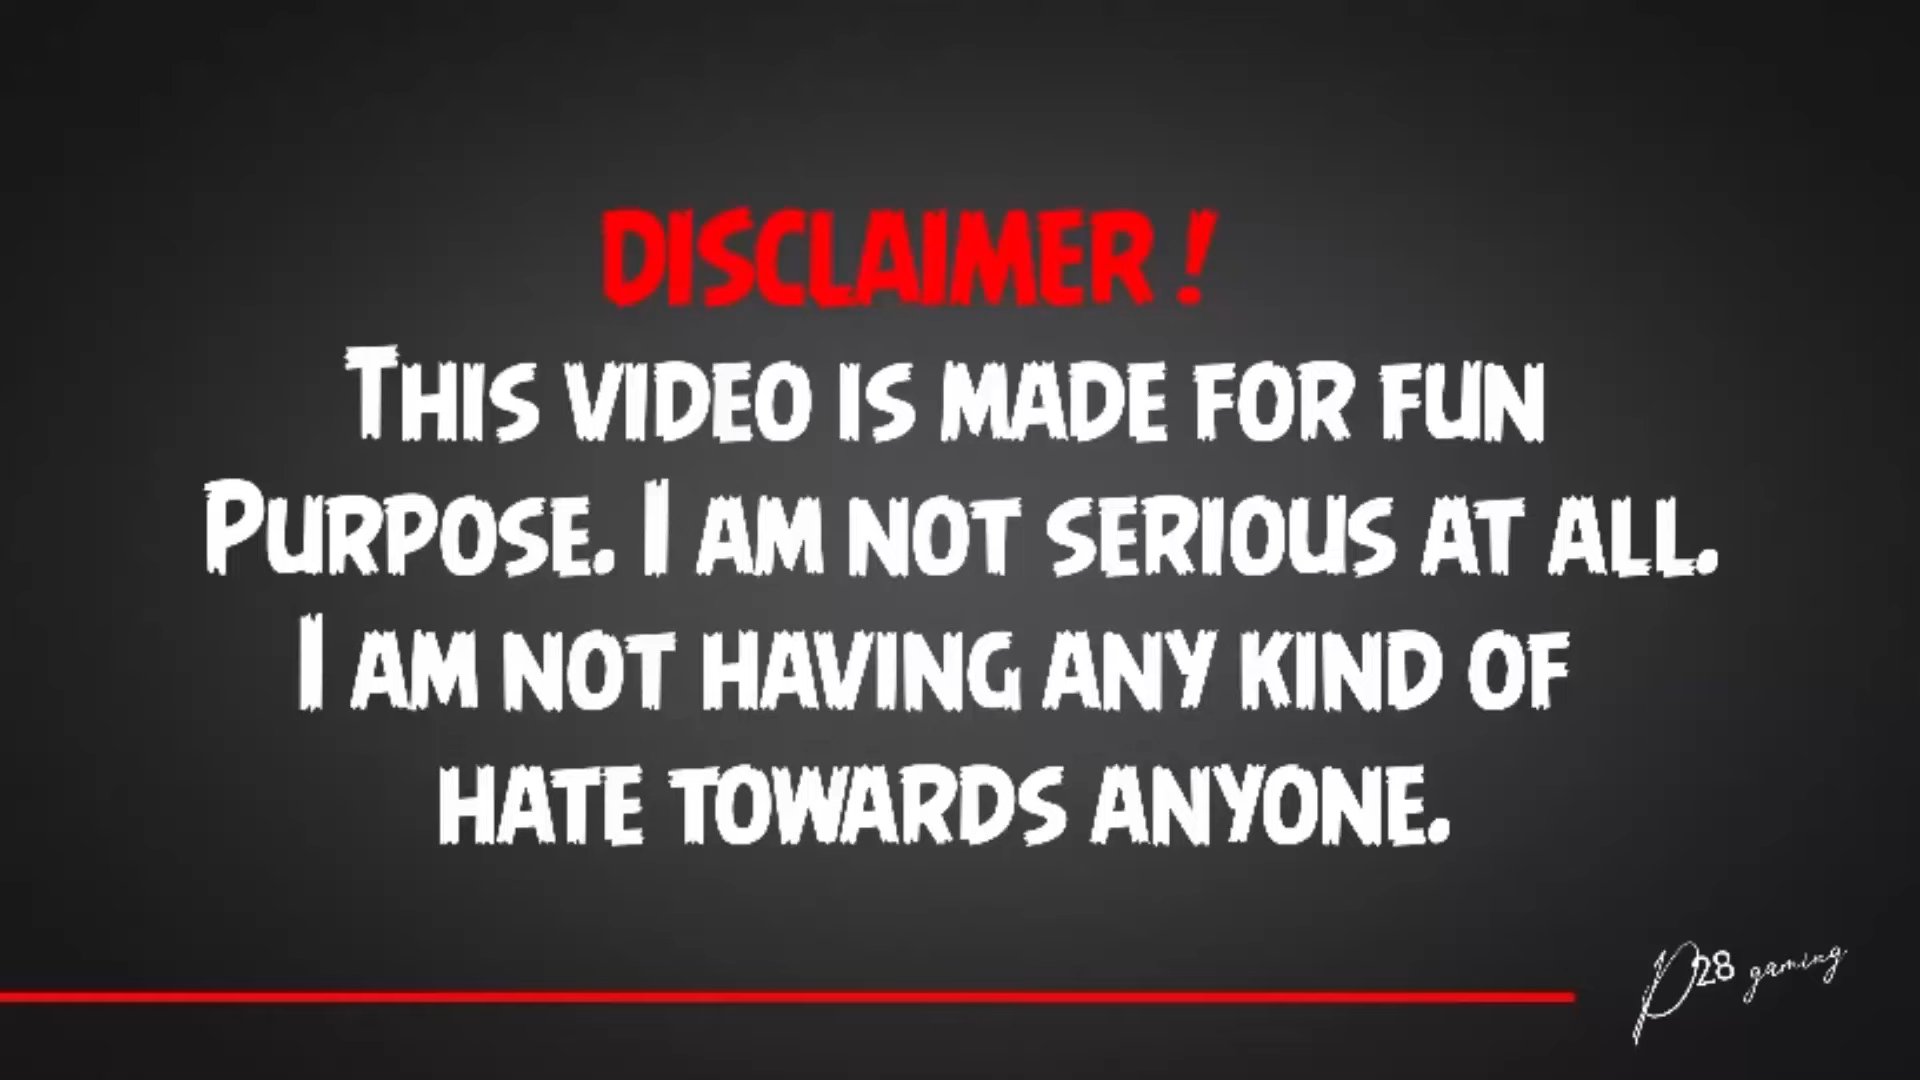 DISCLAIMER !
THIS VIDEO IS MADE FOR FUN
PURPOSE. I AM NOT SERIOUS AT ALL.
I AM NOT HAVING ANY KIND OF
HATE TOWARDS ANYONE.
P28 gaming